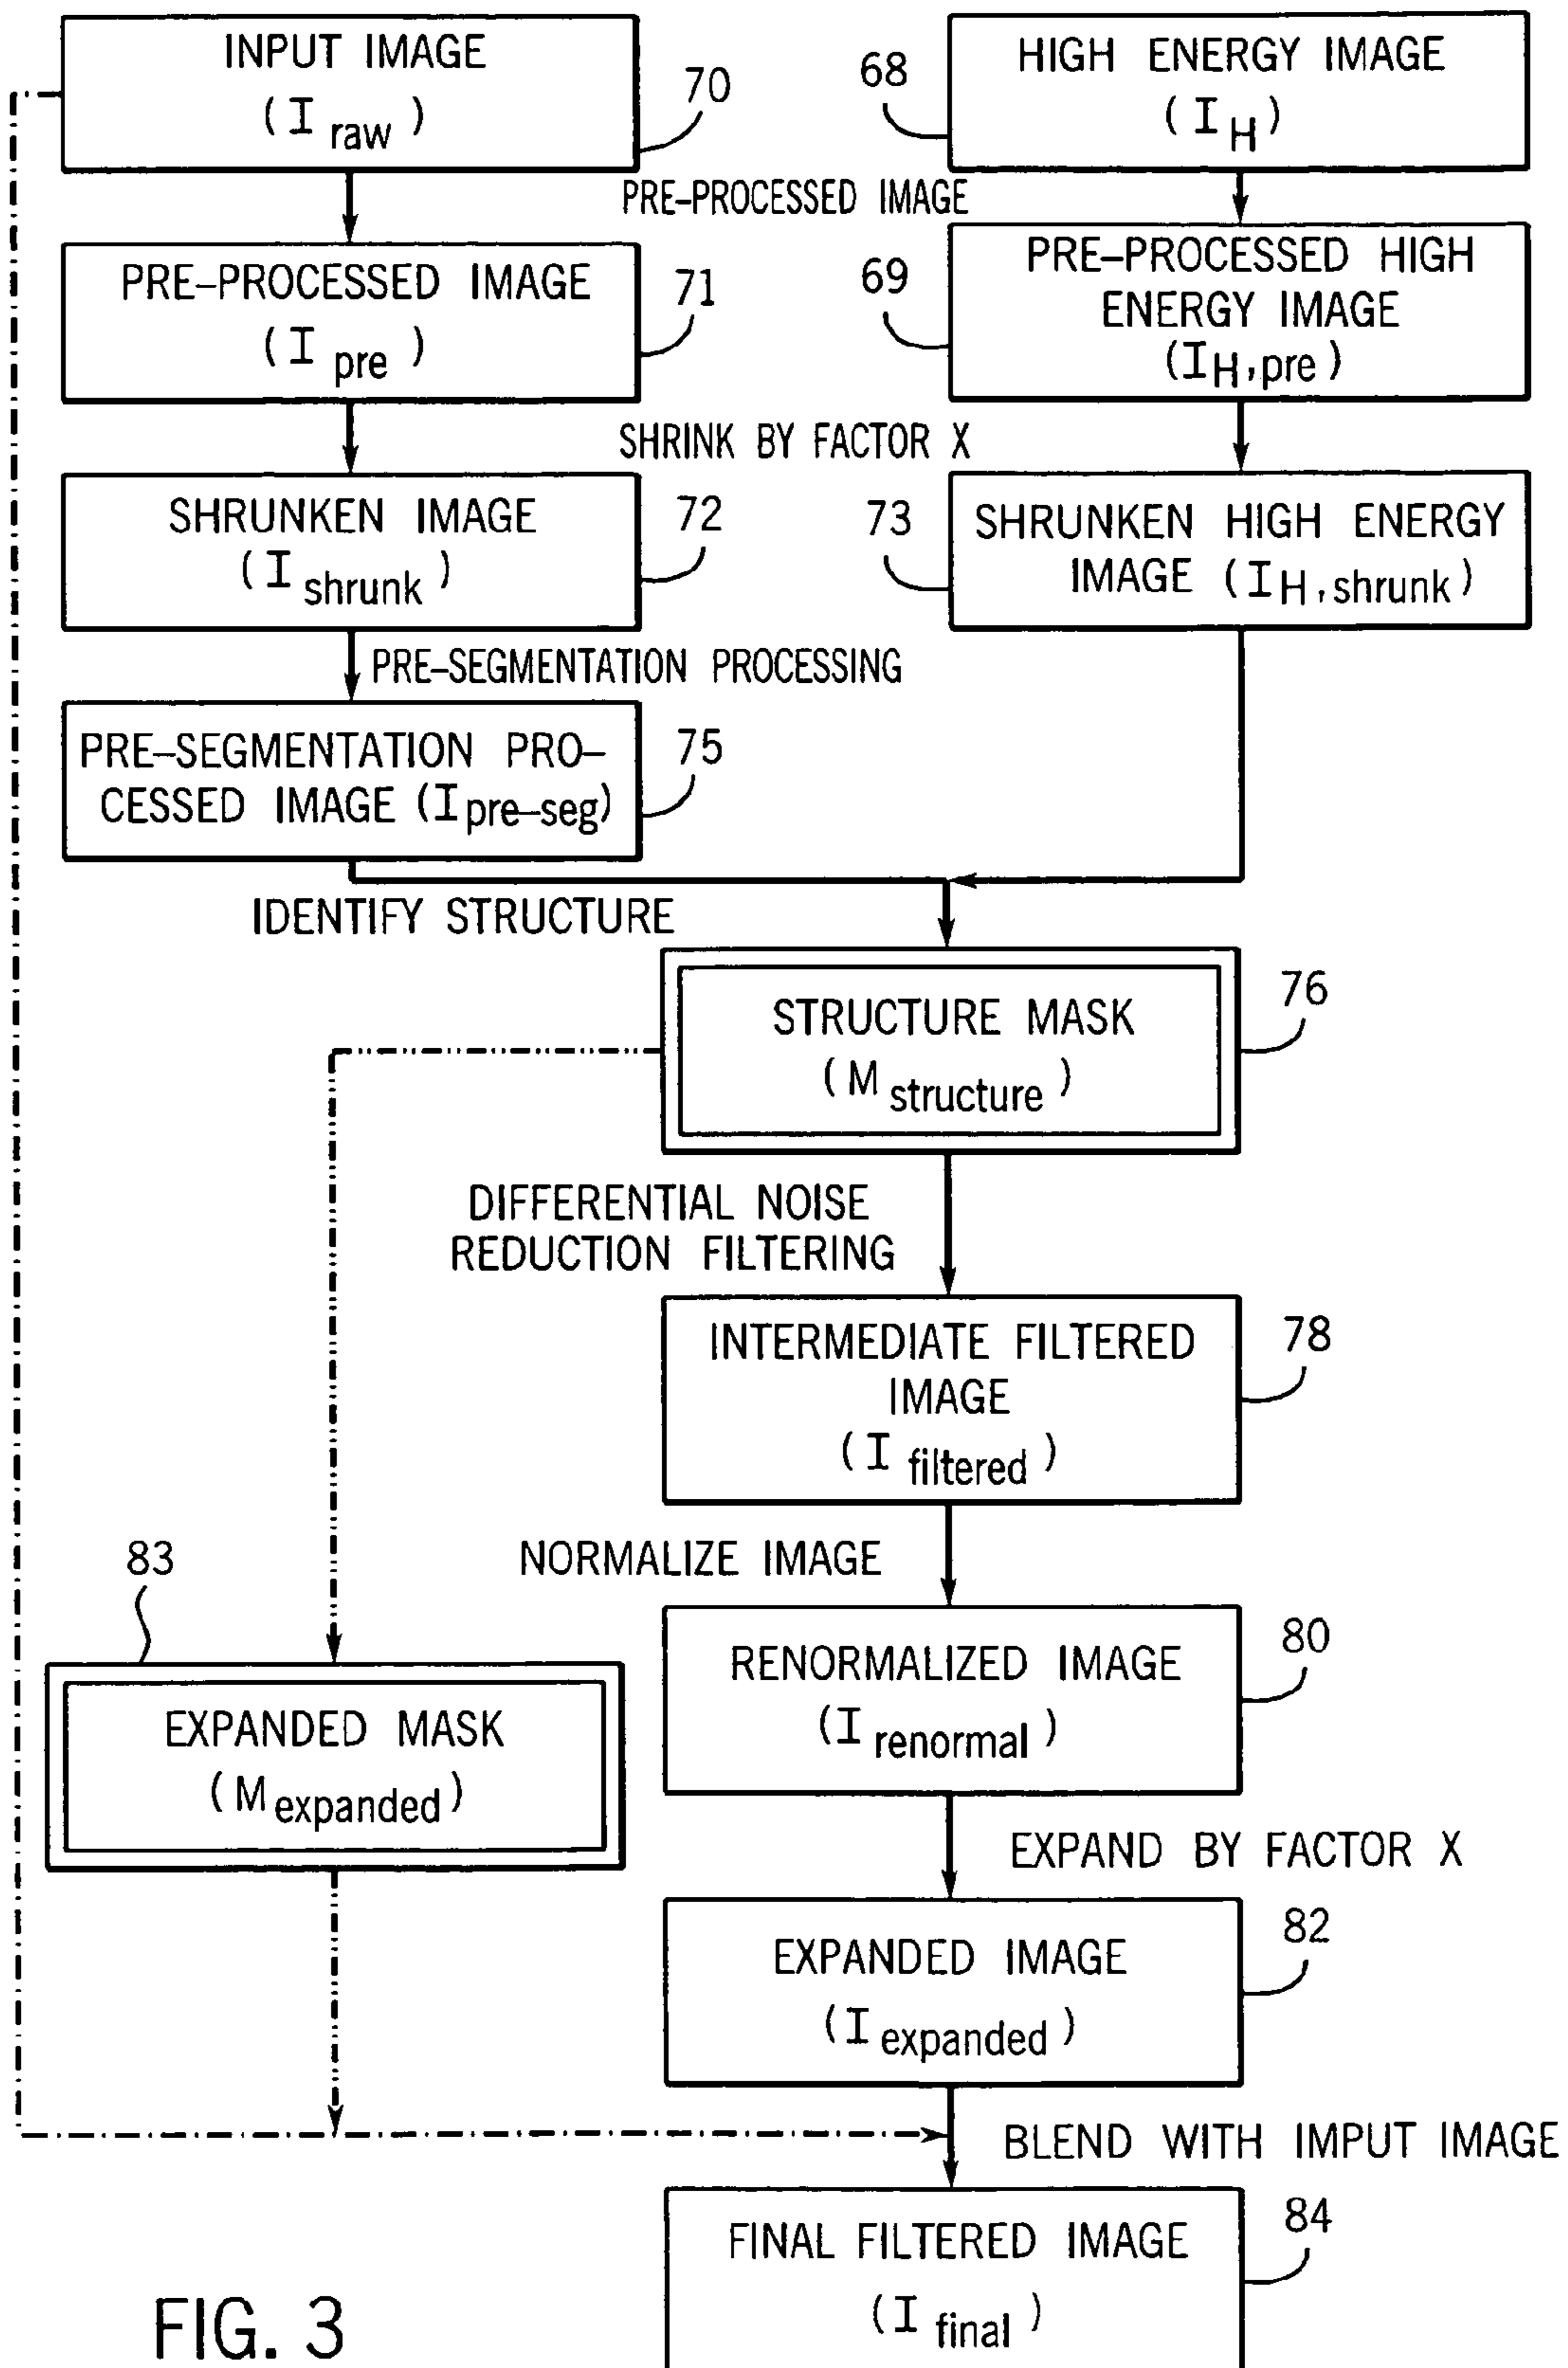 INPUT IMAGE
(I raw)
70
68
HIGH ENERGY IMAGE
(I H)
PRE-PROCESSED IMAGE
PRE-PROCESSED IMAGE
(I pre)
71
69
PRE-PROCESSED HIGH
ENERGY IMAGE
(I H,pre)
SHRINK BY FACTOR X
SHRUNKEN IMAGE
(I shrunk)
72
73
SHRUNKEN HIGH ENERGY
IMAGE (I H,shrunk)
PRE-SEGMENTATION PROCESSING
PRE-SEGMENTATION PRO-
CESSED IMAGE (I pre-seg)
75
IDENTIFY STRUCTURE
STRUCTURE MASK
(M structure)
76
DIFFERENTIAL NOISE
REDUCTION FILTERING
INTERMEDIATE FILTERED
IMAGE
(I filtered)
78
NORMALIZE IMAGE
83
RENORMALIZED IMAGE
(I renormal)
80
EXPANDED MASK
(M expanded)
EXPAND BY FACTOR X
EXPANDED IMAGE
(I expanded)
82
BLEND WITH IMPUT IMAGE
FINAL FILTERED IMAGE
(I final)
84
FIG. 3